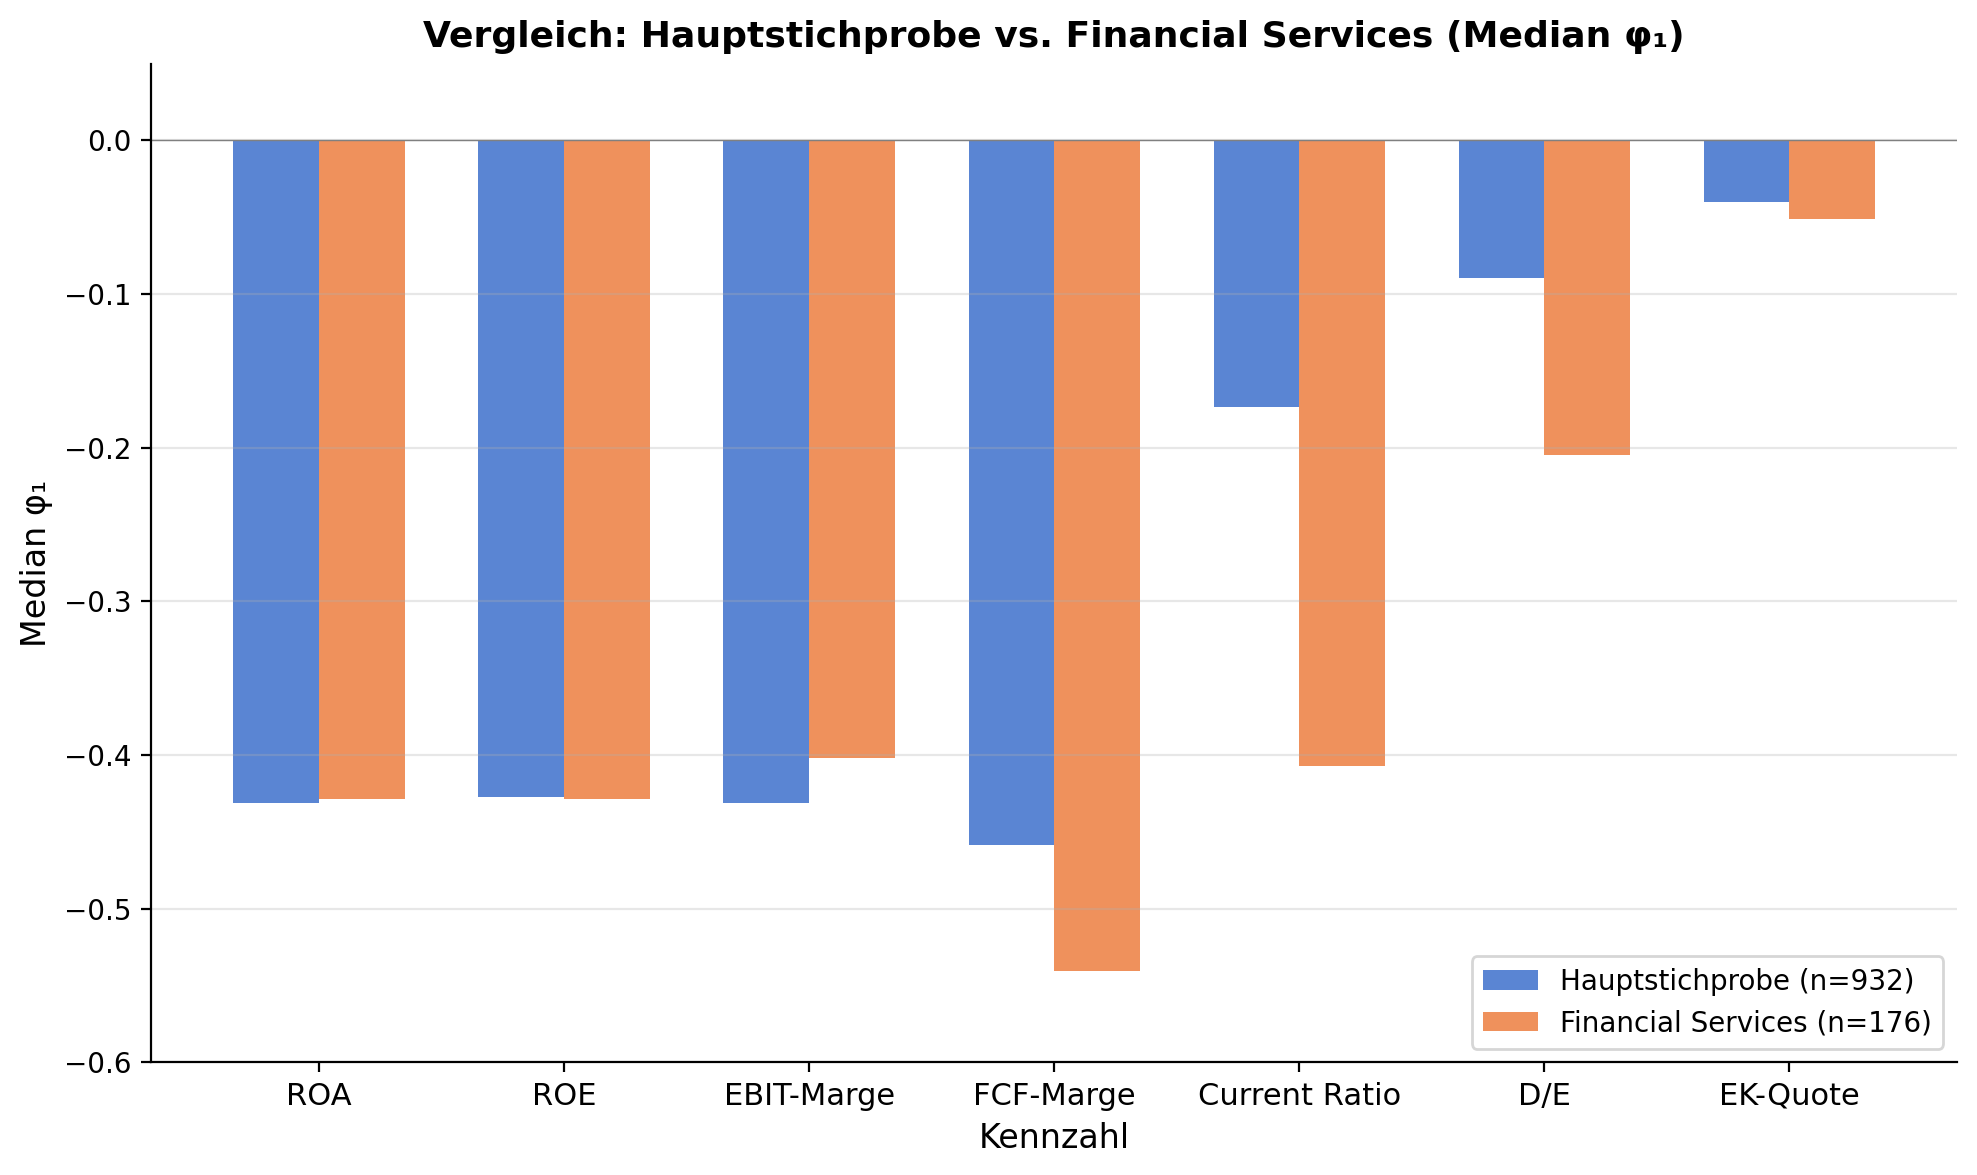 Vergleich: Hauptstichprobe vs. Financial Services (Median φ₁)
Median φ₁
0.0
−0.1
−0.2
−0.3
−0.4
−0.5
−0.6
ROA
ROE
EBIT-Marge
FCF-Marge
Current Ratio
D/E
EK-Quote
Kennzahl
Hauptstichprobe (n=932)
Financial Services (n=176)